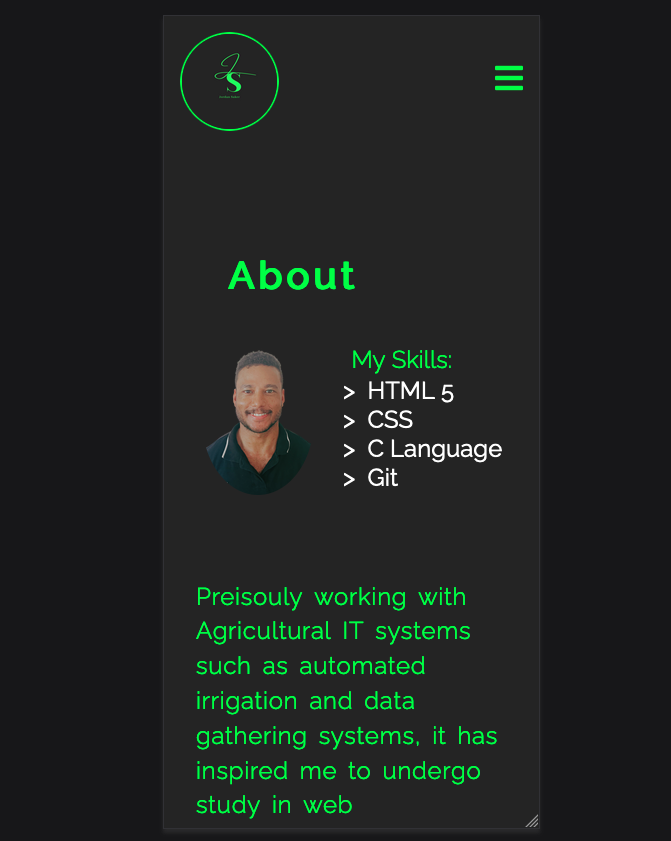 S
About
My Skills:
> HTML 5
> CSS
> C Language
> Git
Preisouly working with
Agricultural IT systems
such as automated
irrigation and data
gathering systems, it has
inspired me to undergo
study in web